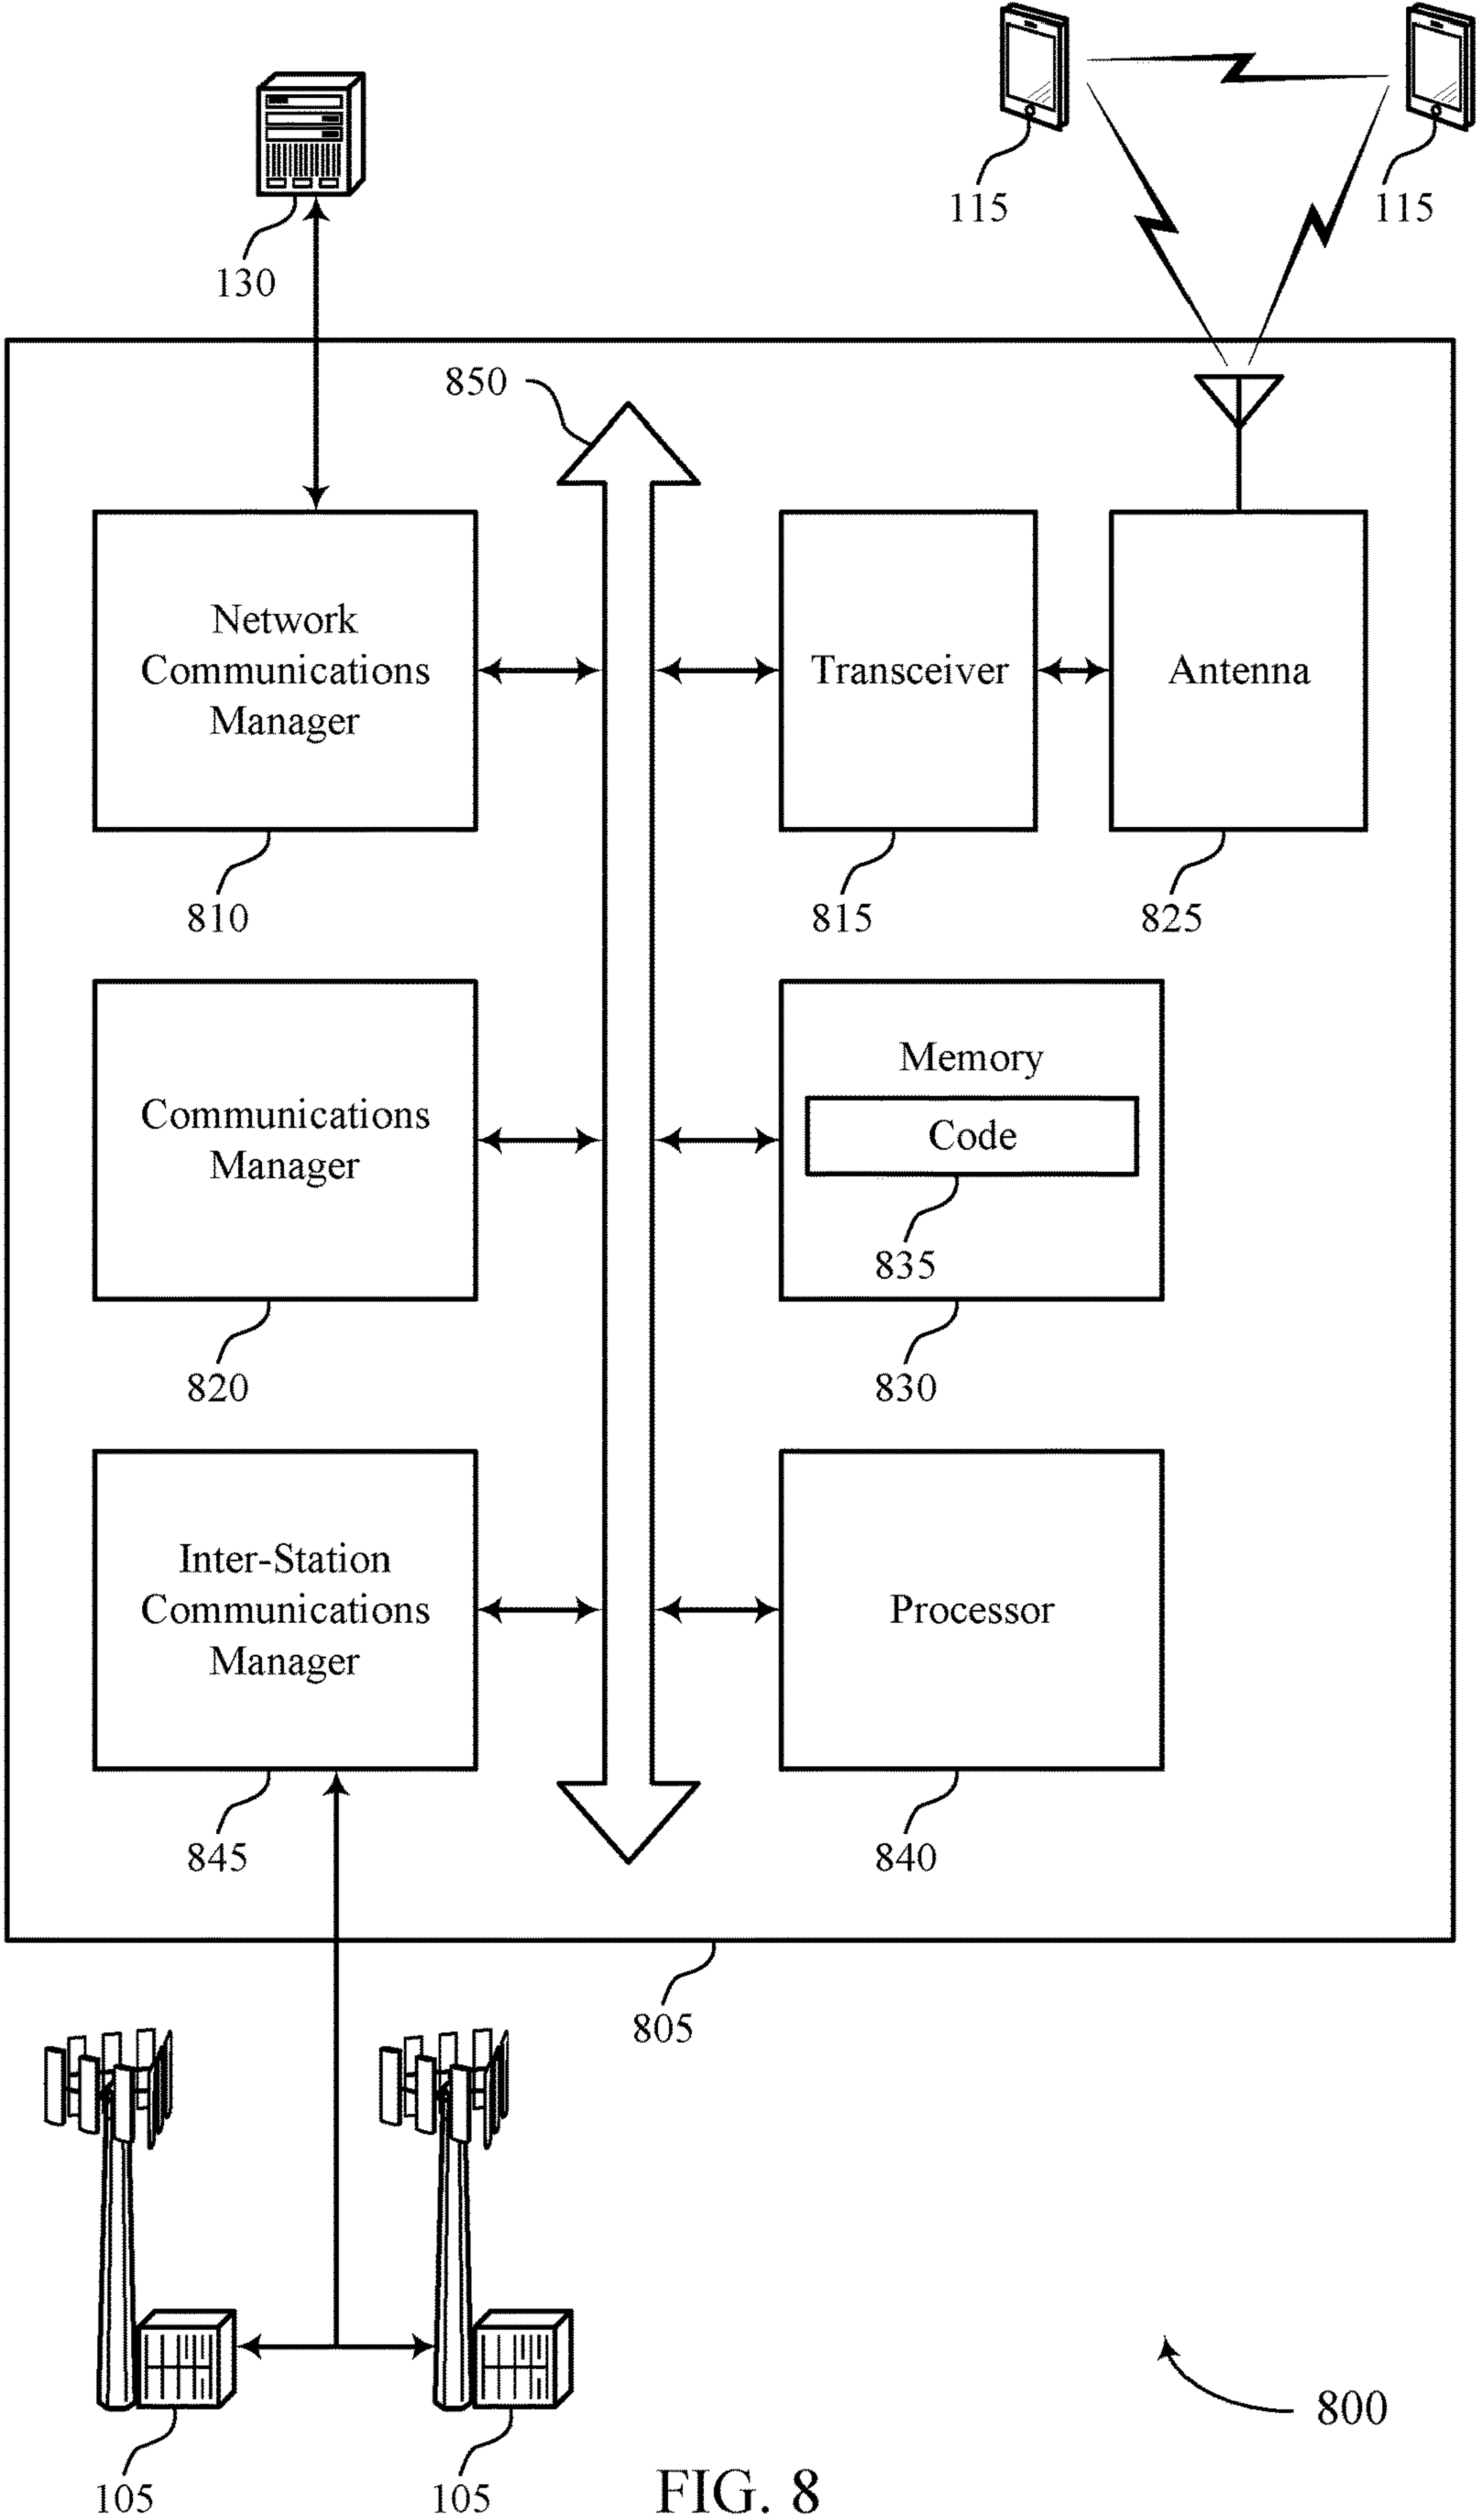 115
115
130
850
Network
Communications
Manager
Transceiver
Antenna
810
815
825
Communications
Manager
Memory
Code
835
820
830
Inter-Station
Communications
Manager
Processor
845
840
805
800
105
105
FIG. 8